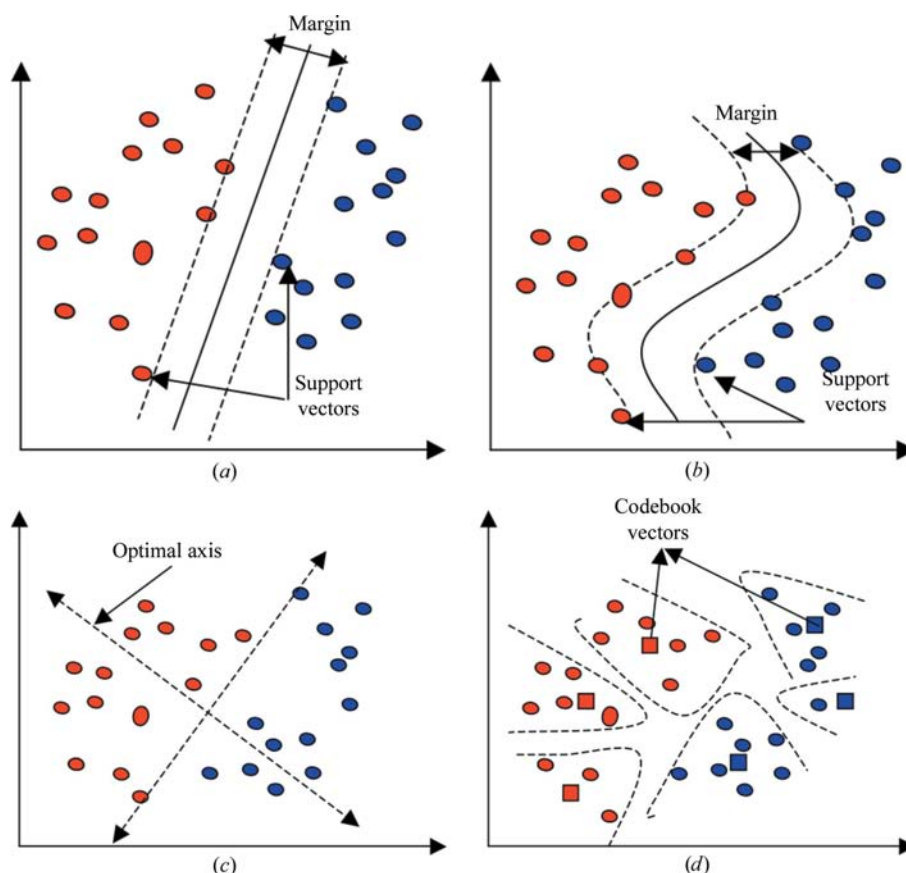 Margin
Support
vectors
(a)
Margin
Support
vectors
(b)
Optimal axis
(c)
Codebook
vectors
(d)